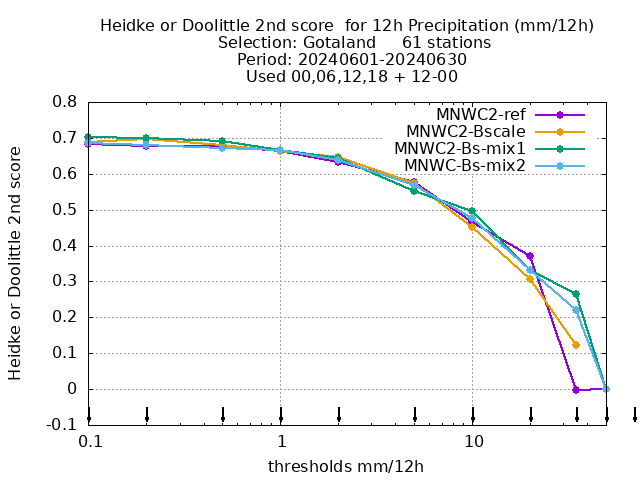 Heidke or Doolittle 2nd score  for 12h Precipitation (mm/12h)
Selection: Gotaland     61 stations
Period: 20240601-20240630
Used 00,06,12,18 + 12-00
MNWC2-ref
MNWC2-Bscale
MNWC2-Bs-mix1
MNWC-Bs-mix2
Heidke or Doolittle 2nd score
0.8
0.7
0.6
0.5
0.4
0.3
0.2
0.1
0
-0.1
0.1 1 10
thresholds mm/12h